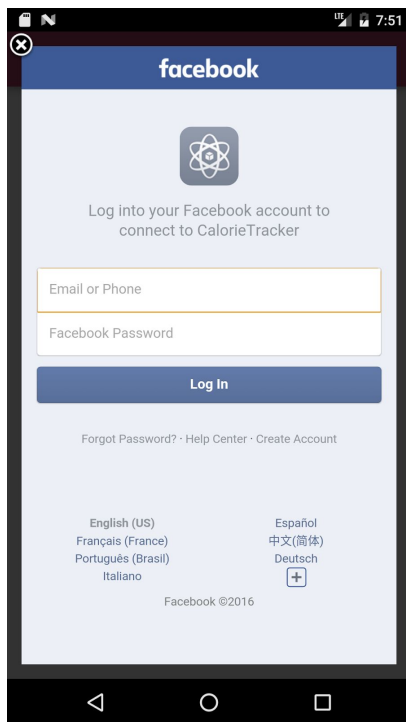 LTE 7:51
facebook
Log into your Facebook account to
connect to CalorieTracker
Email or Phone
Facebook Password
Log In
Forgot Password? · Help Center · Create Account
English (US) Español
Français (France) 中文(简体)
Português (Brasil) Deutsch
Italiano
Facebook ©2016